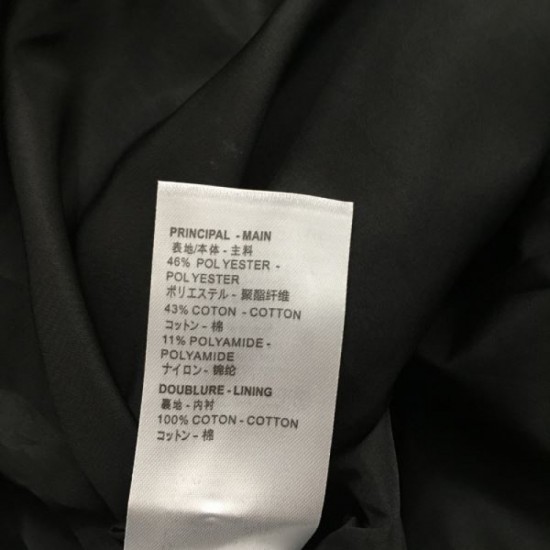 PRINCIPAL - MAIN
表地/本体 - 主料
46% POLYESTER -
POLYESTER
ポリエステル - 聚酯纤维
43% COTON - COTTON
コットン - 棉
11% POLYAMIDE -
POLYAMIDE
ナイロン - 锦纶
DOUBLURE - LINING
裏地 - 内衬
100% COTON - COTTON
コットン - 棉